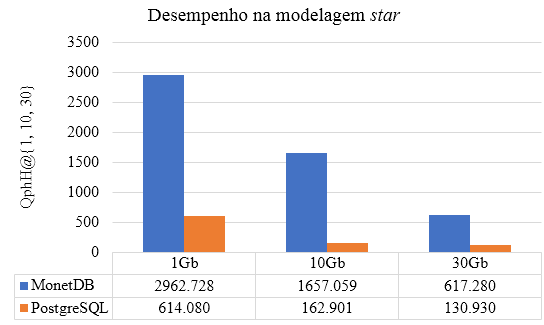 Desempenho na modelagem star
QphH@{1, 10, 30}
3500
3000
2500
2000
1500
1000
500
0
1Gb 10Gb 30Gb
MonetDB 2962.728 1657.059 617.280
PostgreSQL 614.080 162.901 130.930